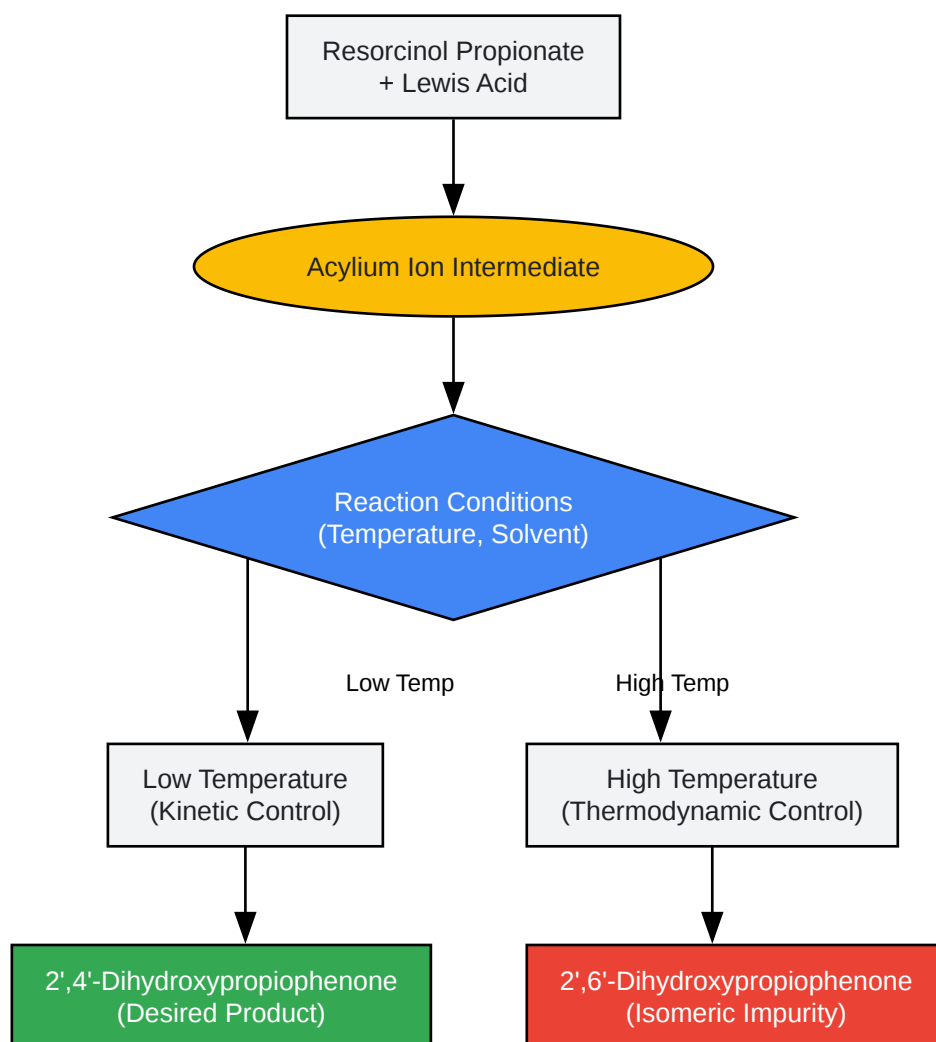 Resorcinol Propionate
+ Lewis Acid
Acylium Ion Intermediate
Reaction Conditions
(Temperature, Solvent)
Low Temp
High Temp
Low Temperature
(Kinetic Control)
High Temperature
(Thermodynamic Control)
2',4'-Dihydroxypropiophenone
(Desired Product)
2',6'-Dihydroxypropiophenone
(Isomeric Impurity)